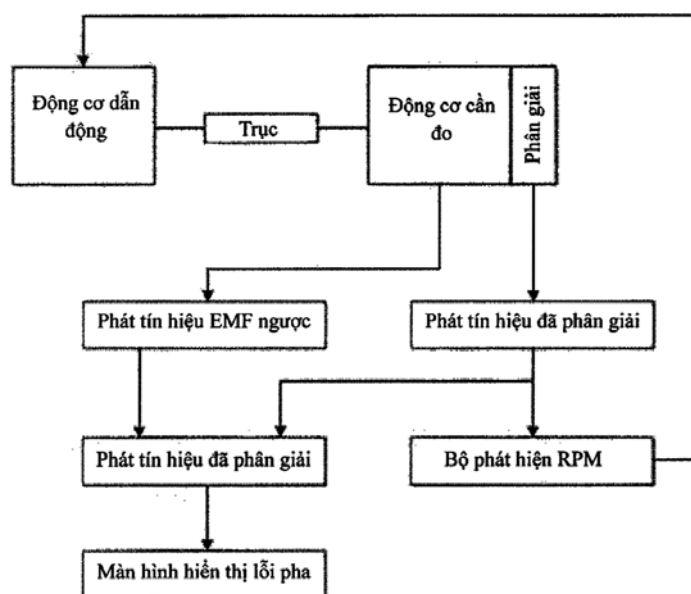 Động cơ dẫn
động
Trục
Động cơ cần
đo
Phân giải
Phát tín hiệu EMF ngược
Phát tín hiệu đã phân giải
Phát tín hiệu đã phân giải
Bộ phát hiện RPM
Màn hình hiển thị lỗi pha